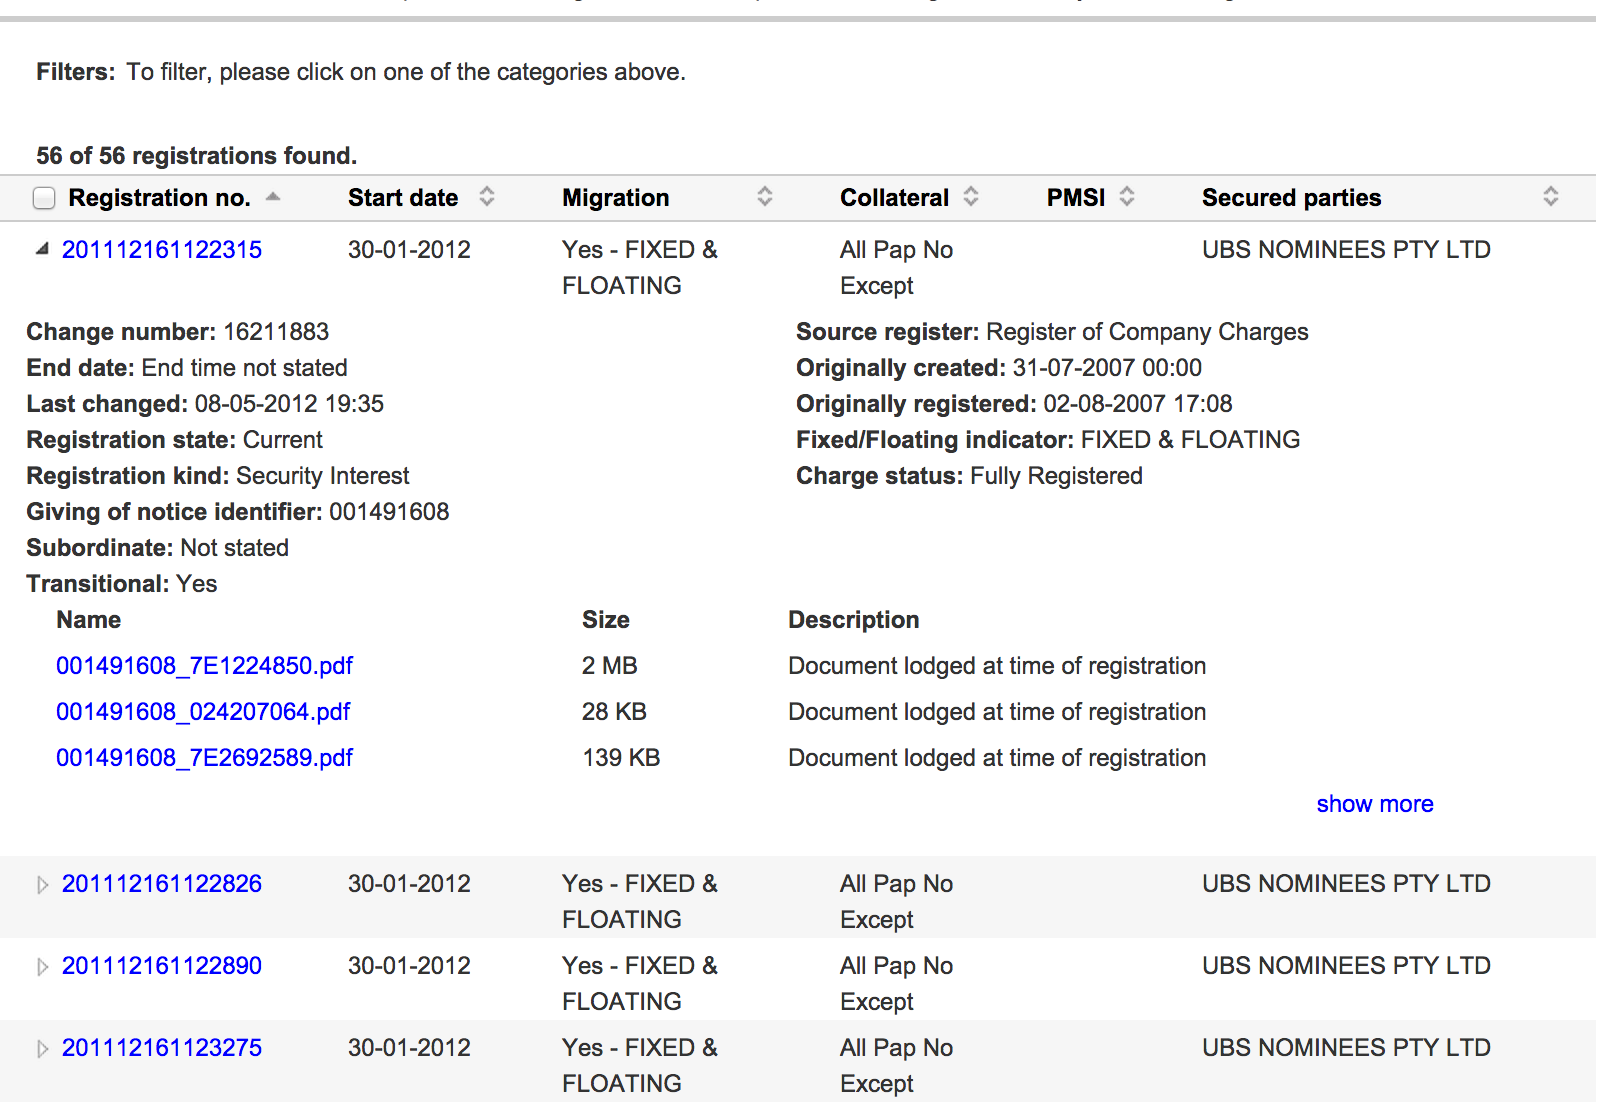 Filters: To filter, please click on one of the categories above.
56 of 56 registrations found.
Registration no. Start date Migration Collateral PMSI Secured parties
201112161122315 30-01-2012 Yes - FIXED & All Pap No UBS NOMINEES PTY LTD
FLOATING Except
Change number: 16211883 Source register: Register of Company Charges
End date: End time not stated Originally created: 31-07-2007 00:00
Last changed: 08-05-2012 19:35 Originally registered: 02-08-2007 17:08
Registration state: Current Fixed/Floating indicator: FIXED & FLOATING
Registration kind: Security Interest Charge status: Fully Registered
Giving of notice identifier: 001491608
Subordinate: Not stated
Transitional: Yes
Name Size Description
001491608_7E1224850.pdf 2 MB Document lodged at time of registration
001491608_024207064.pdf 28 KB Document lodged at time of registration
001491608_7E2692589.pdf 139 KB Document lodged at time of registration
show more
201112161122826 30-01-2012 Yes - FIXED & All Pap No UBS NOMINEES PTY LTD
FLOATING Except
201112161122890 30-01-2012 Yes - FIXED & All Pap No UBS NOMINEES PTY LTD
FLOATING Except
201112161123275 30-01-2012 Yes - FIXED & All Pap No UBS NOMINEES PTY LTD
FLOATING Except